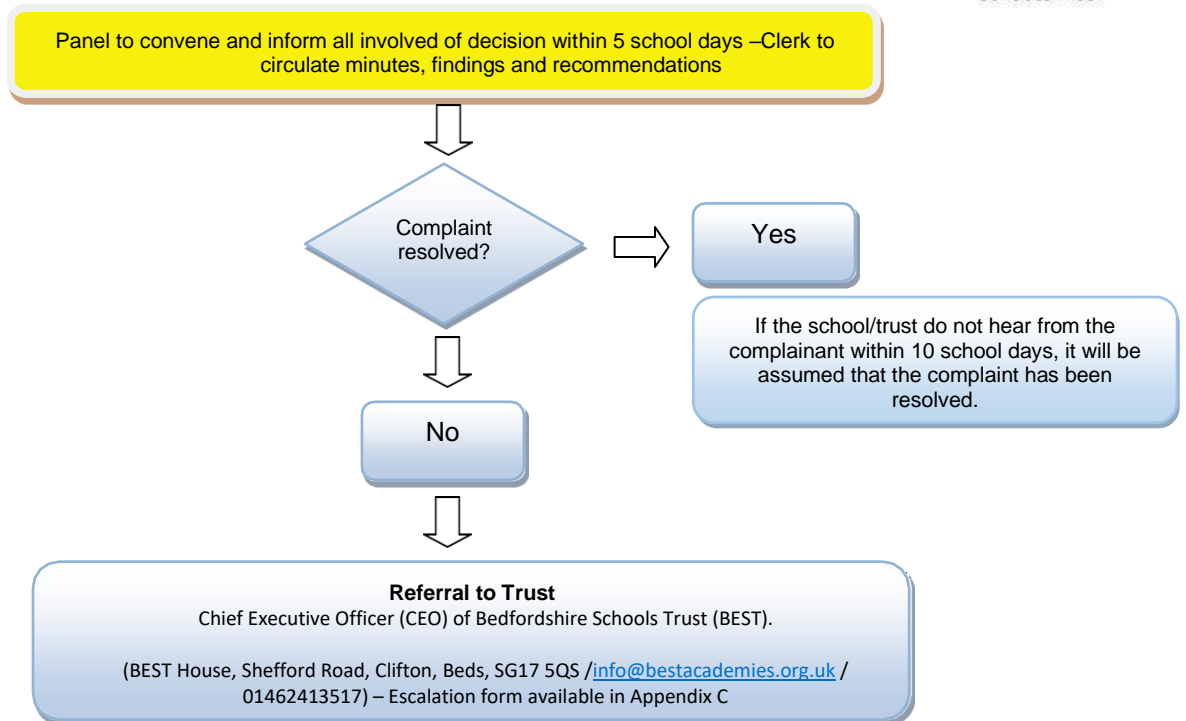 Panel to convene and inform all involved of decision within 5 school days –Clerk to
circulate minutes, findings and recommendations
Complaint
resolved?
Yes
If the school/trust do not hear from the
complainant within 10 school days, it will be
assumed that the complaint has been
resolved.
No
Referral to Trust
Chief Executive Officer (CEO) of Bedfordshire Schools Trust (BEST).
(BEST House, Shefford Road, Clifton, Beds, SG17 5QS /info@bestacademies.org.uk /
01462413517) – Escalation form available in Appendix C